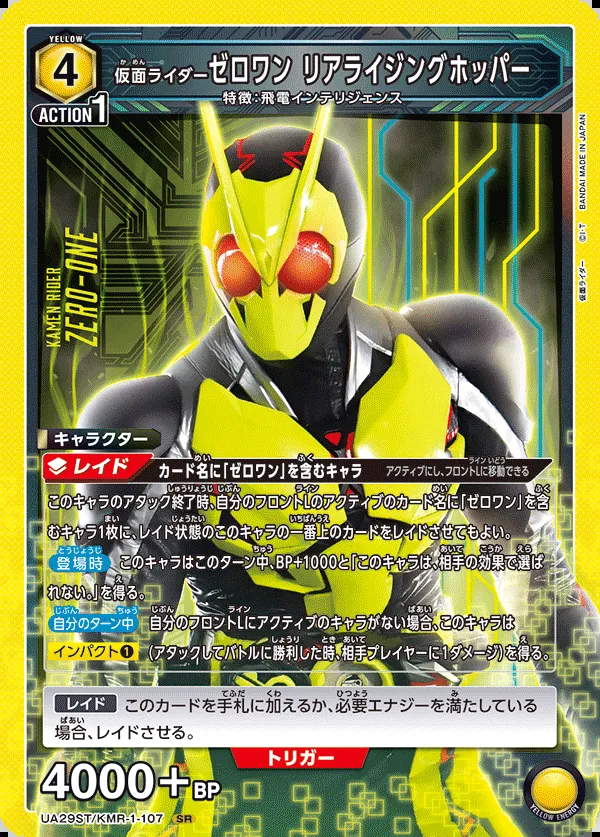 YELLOW
4
ACTION1
かめん
仮面ライダーゼロワン リアライジングホッパー
特徴:飛電インテリジェンス
KAMEN RIDER
ZERO-ONE
仮面ライダー ©I・T BANDAI MADE IN JAPAN
キャラクター
レイド カード名に「ゼロワン」を含むキャラ アクティブにし、フロントLに移動できる
このキャラのアタック終了時、自分のフロントLのアクティブのカード名に「ゼロワン」を含
むキャラ1枚に、レイド状態のこのキャラの一番上のカードをレイドさせてもよい。
登場時 このキャラはこのターン中、BP+1000と「このキャラは、相手の効果で選ば
れない。」を得る。
自分のターン中 自分のフロントLにアクティブのキャラがない場合、このキャラは
インパクト❶ (アタックしてバトルに勝利した時、相手プレイヤーに1ダメージ)を得る。
レイド このカードを手札に加えるか、必要エナジーを満たしている
場合、レイドさせる。
トリガー
4000+BP
UA29ST/KMR-1-107 SR
YELLOW ENERGY